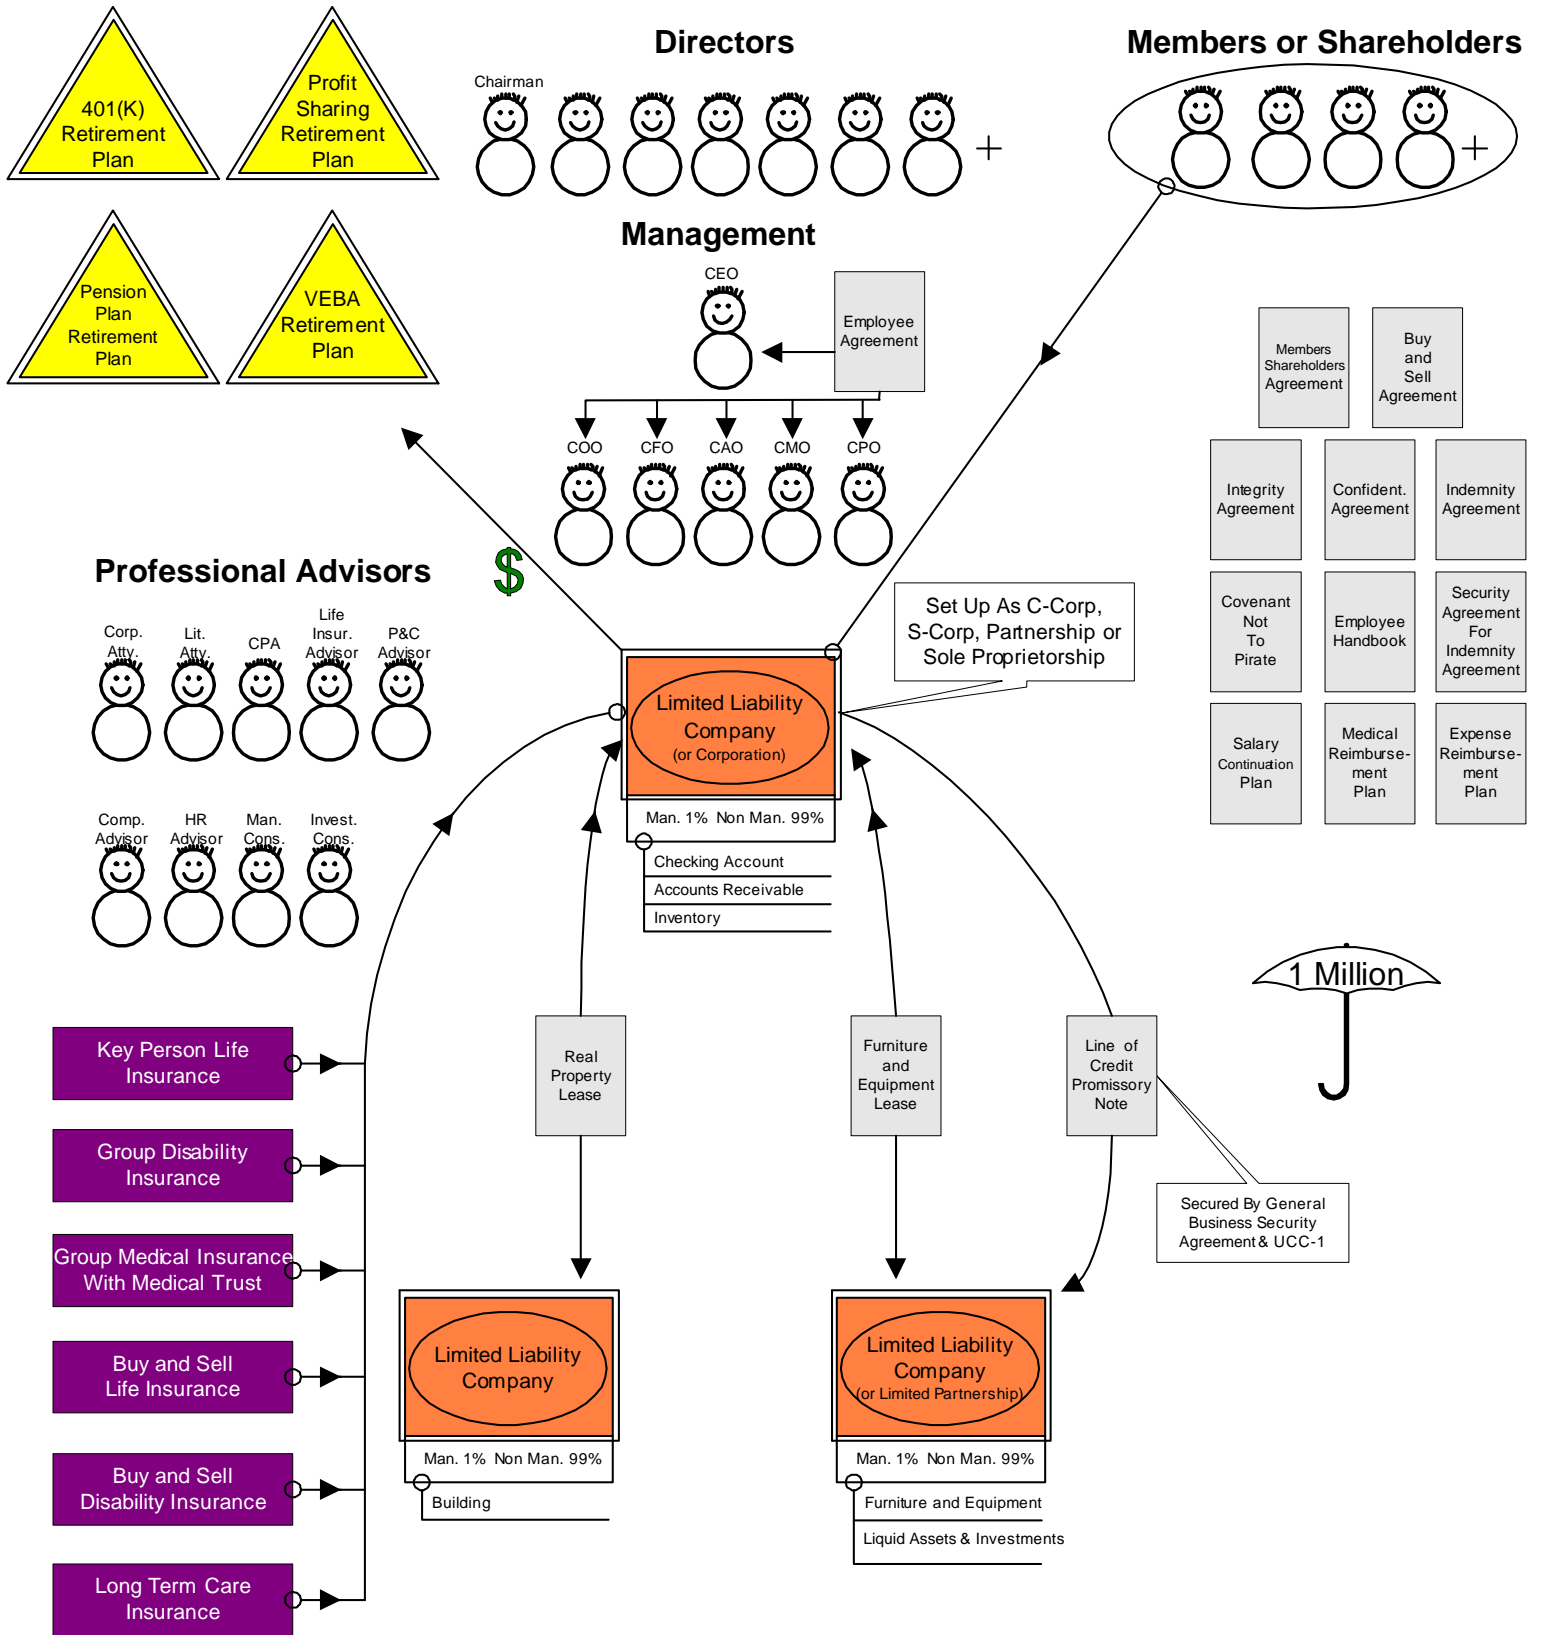 Directors
Members or Shareholders
401(K)
Retirement
Plan
Profit
Sharing
Retirement
Plan
Chairman
Management
Pension
Plan
Retirement
Plan
VEBA
Retirement
Plan
CEO
Employee
Agreement
COO
CFO
CAO
CMO
CPO
Members
Shareholders
Agreement
Buy
and
Sell
Agreement
Integrity
Agreement
Confident.
Agreement
Indemnity
Agreement
Covenant
Not
To
Pirate
Employee
Handbook
Security
Agreement
For
Indemnity
Agreement
Salary
Continuation
Plan
Medical
Reimburse-
ment
Plan
Expense
Reimburse-
ment
Plan
$
Professional Advisors
Corp.
Atty.
Lit.
Atty.
CPA
Life
Insur.
Advisor
P&C
Advisor
Comp.
Advisor
HR
Advisor
Man.
Cons.
Invest.
Cons.
Set Up As C-Corp,
S-Corp, Partnership or
Sole Proprietorship
Limited Liability
Company
(or Corporation)
Man. 1% Non Man. 99%
Checking Account
Accounts Receivable
Inventory
1 Million
Key Person Life
Insurance
Group Disability
Insurance
Group Medical Insurance
With Medical Trust
Buy and Sell
Life Insurance
Buy and Sell
Disability Insurance
Long Term Care
Insurance
Real
Property
Lease
Furniture
and
Equipment
Lease
Line of
Credit
Promissory
Note
Secured By General
Business Security
Agreement & UCC-1
Limited Liability
Company
Man. 1% Non Man. 99%
Building
Limited Liability
Company
(or Limited Partnership)
Man. 1% Non Man. 99%
Furniture and Equipment
Liquid Assets & Investments